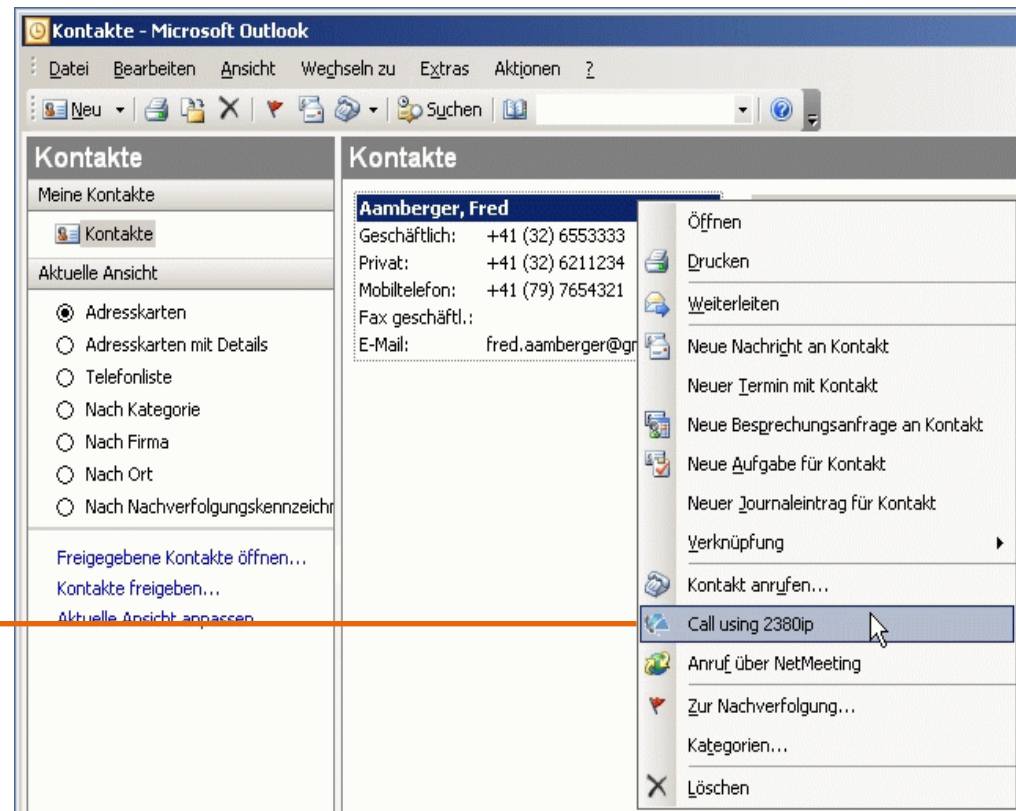 Kontakte - Microsoft Outlook
Datei Bearbeiten Ansicht Wechseln zu Extras Aktionen ?
Neu Suchen
Kontakte
Meine Kontakte
Kontakte
Aktuelle Ansicht
Adresskarten
Adresskarten mit Details
Telefonliste
Nach Kategorie
Nach Firma
Nach Ort
Nach Nachverfolgungskennzeichn
Freigegebene Kontakte öffnen...
Kontakte freigeben...
Aktuelle Ansicht anpassen
Kontakte
Aamberger, Fred
Geschäftlich: +41 (32) 6553333
Privat: +41 (32) 6211234
Mobiltelefon: +41 (79) 7654321
Fax geschäftl.:
E-Mail: fred.aamberger@gr
Öffnen
Drucken
Weiterleiten
Neue Nachricht an Kontakt
Neuer Termin mit Kontakt
Neue Besprechungsanfrage an Kontakt
Neue Aufgabe für Kontakt
Neuer Journaleintrag für Kontakt
Verknüpfung
Kontakt anrufen...
Call using 2380ip
Anruf über NetMeeting
Zur Nachverfolgung...
Kategorien...
Löschen